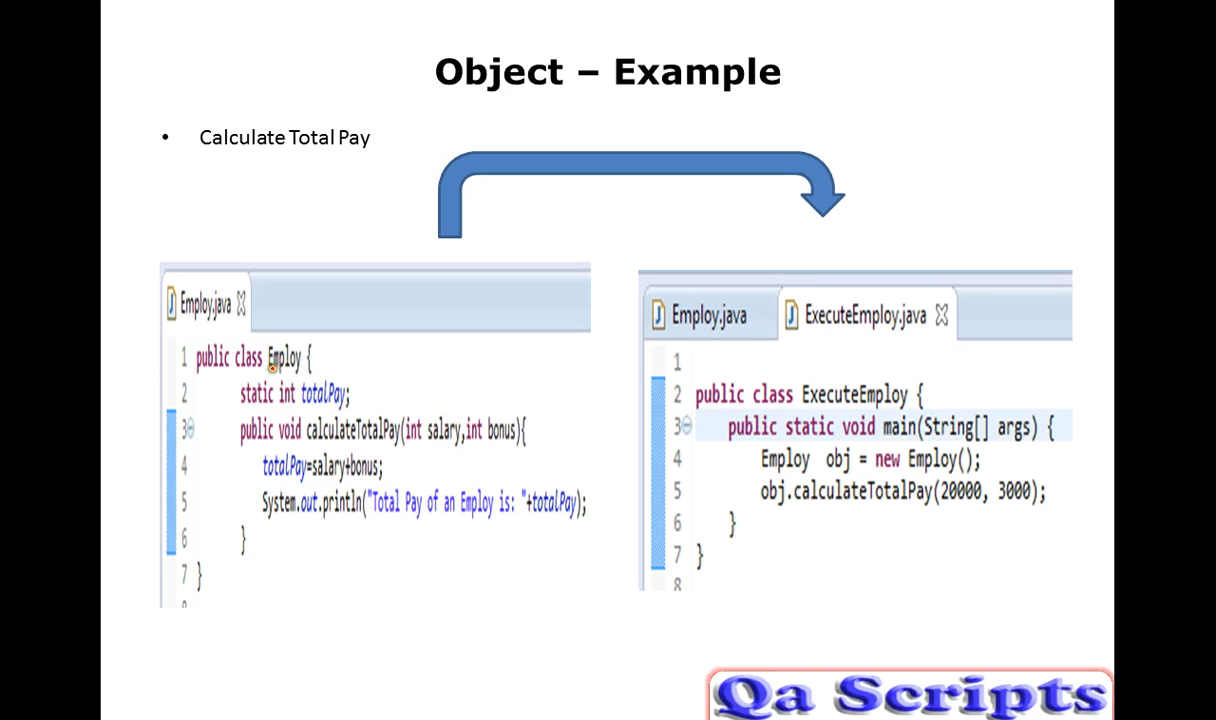 Object – Example
• Calculate Total Pay
Employ.java
1 public class Employ {
2 static int totalPay;
3 public void calculateTotalPay(int salary,int bonus){
4 totalPay=salary+bonus;
5 System.out.println("Total Pay of an Employ is: "+totalPay);
6 }
7 }
8
Employ.java ExecuteEmploy.java
1
2 public class ExecuteEmploy {
3 public static void main(String[] args) {
4 Employ obj = new Employ();
5 obj.calculateTotalPay(20000, 3000);
6 }
7 }
8
Qa Scripts